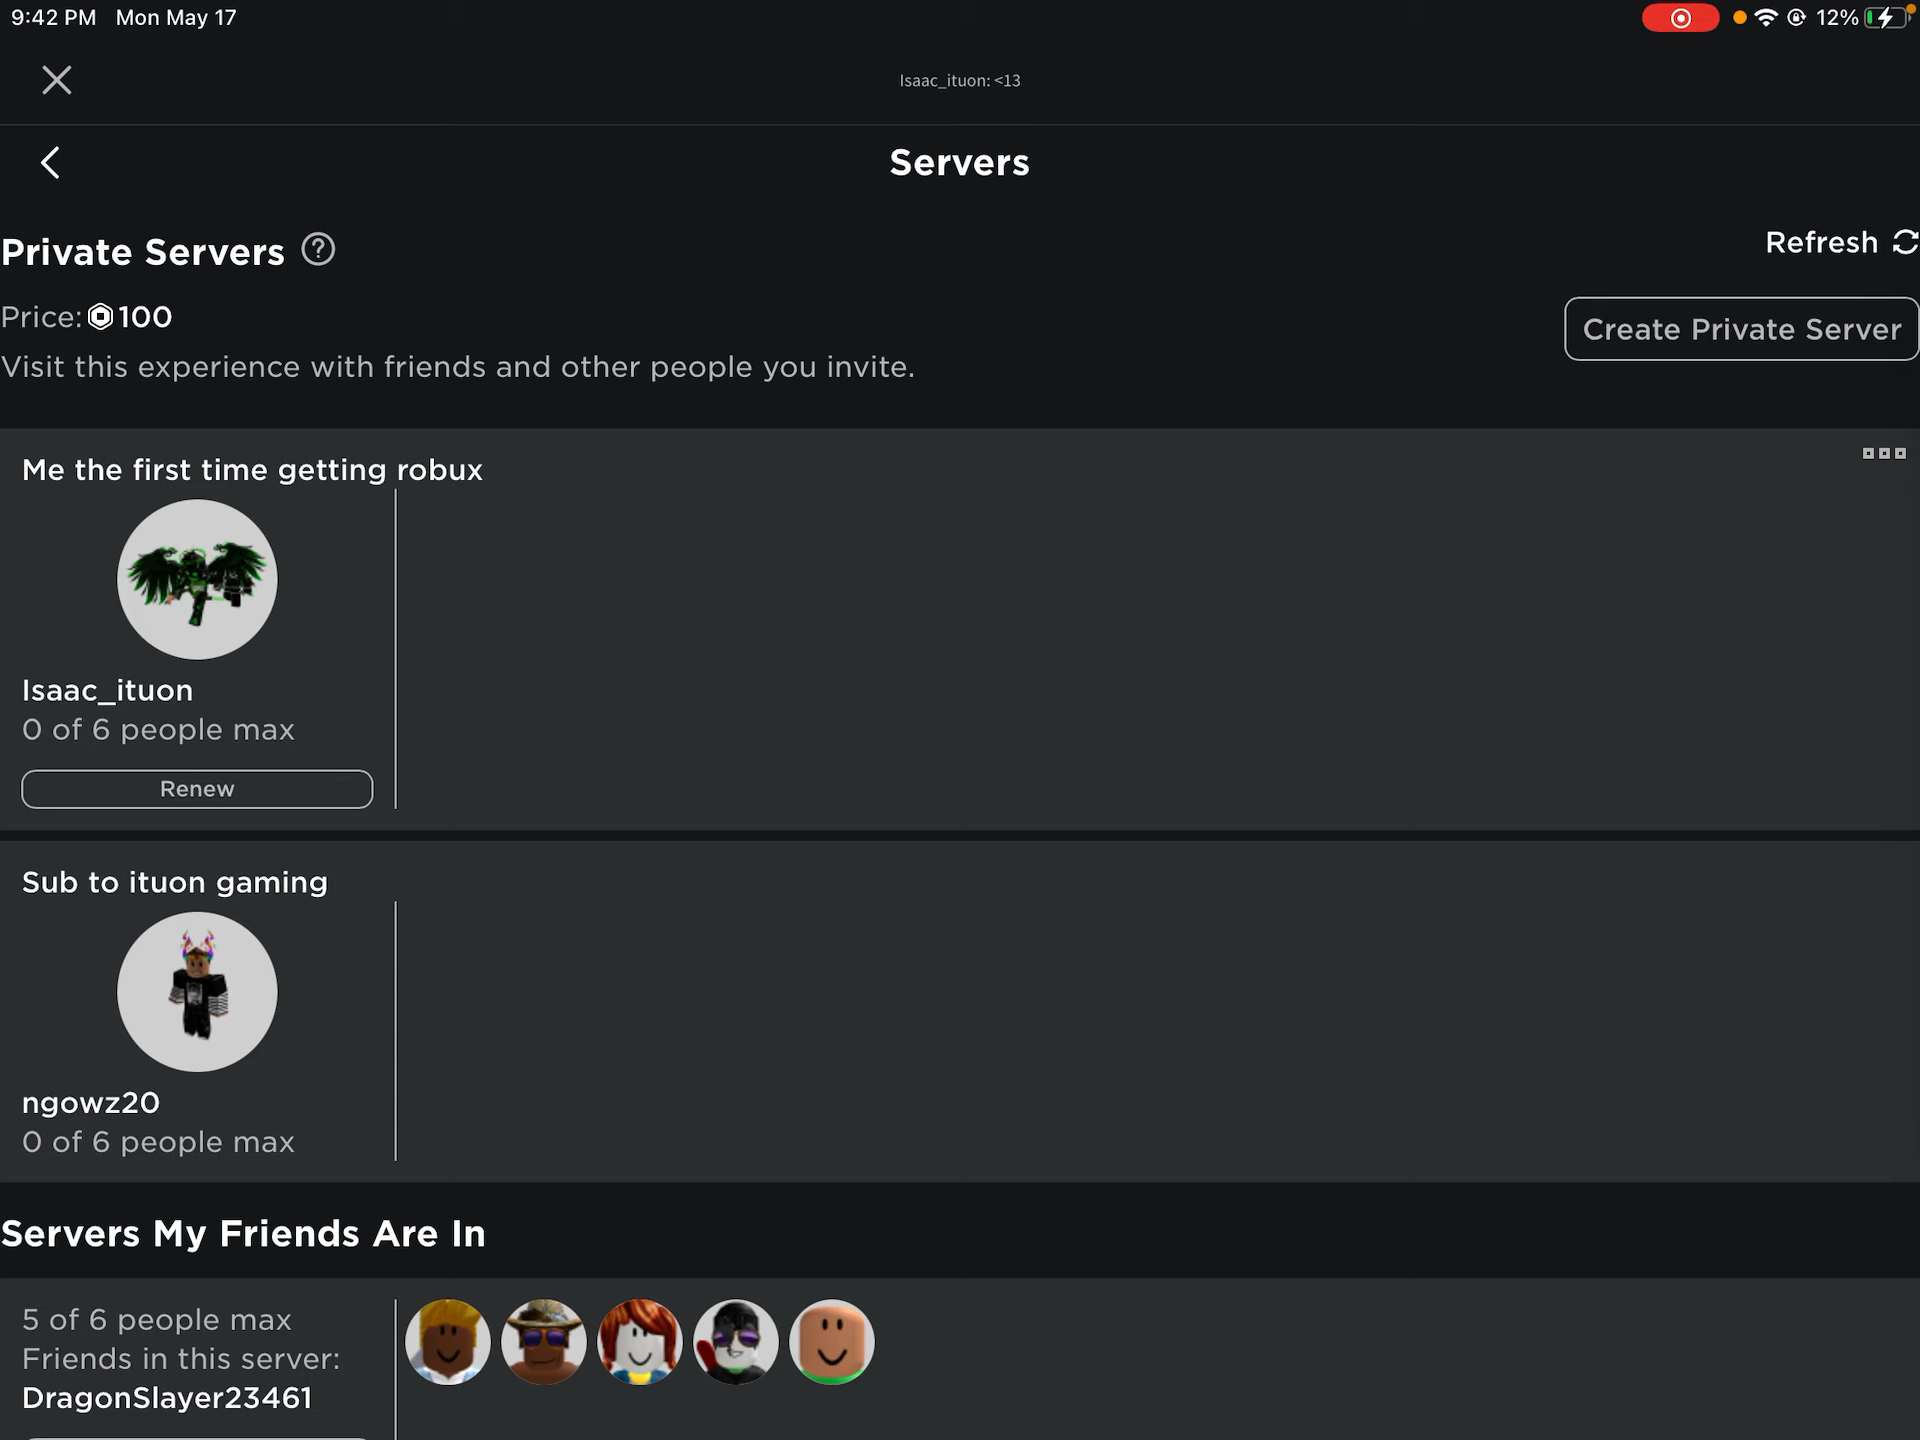 9:42 PM Mon May 17
12%
Isaac_ituon: <13
Servers
Private Servers
Refresh
Price: 100
Create Private Server
Visit this experience with friends and other people you invite.
Me the first time getting robux
Isaac_ituon
0 of 6 people max
Renew
Sub to ituon gaming
ngowz20
0 of 6 people max
Servers My Friends Are In
5 of 6 people max
Friends in this server:
DragonSlayer23461